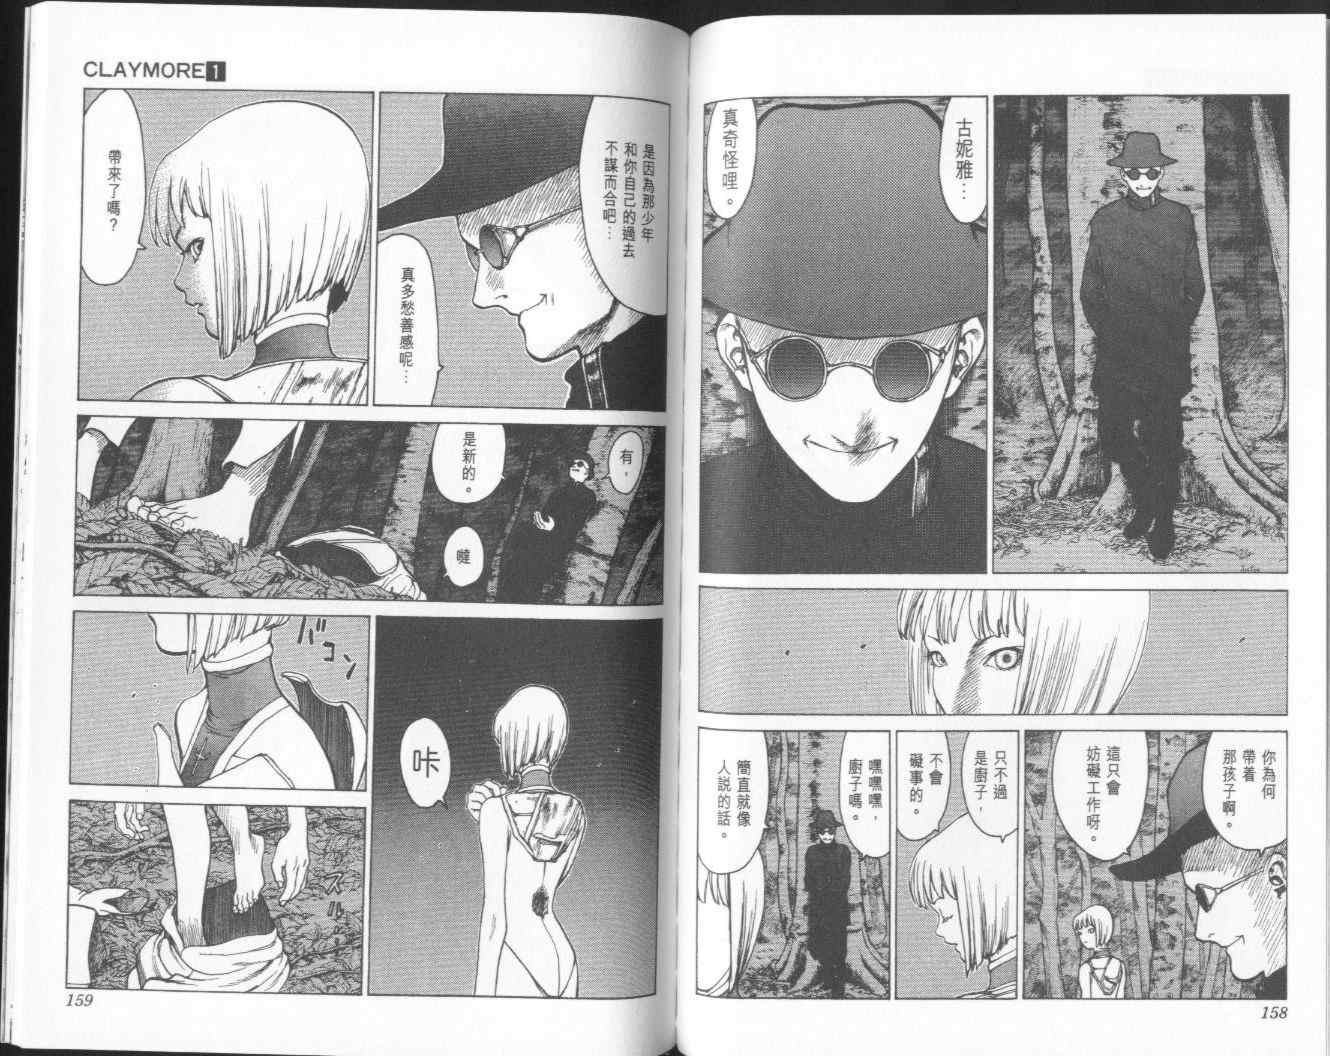 古妮雅…
真奇怪哩。
你為何
帶着
那孩子啊。
這只會
妨礙工作呀。
只不過
是廚子，
不會
礙事的。
嘿嘿嘿，
廚子嗎。
簡直就像
人說的話。
158
CLAYMORE 1
是因為那少年
和你自己的過去
不謀而合吧…
真多愁善感呢…
帶來了嗎？
有，
是新的。
噠
咔
バコン
スル
159